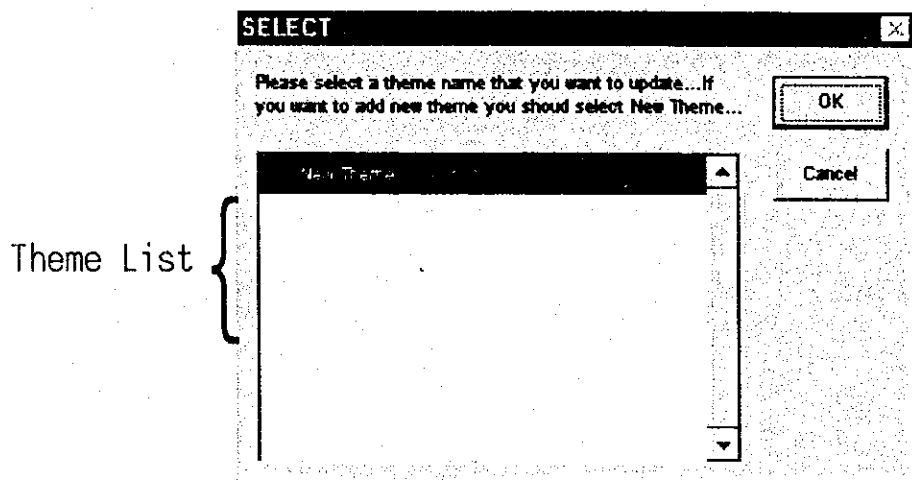 SELECT
Please select a theme name that you want to update...If
you want to add new theme you shoud select New Theme...
OK
New Theme
Cancel
Theme List